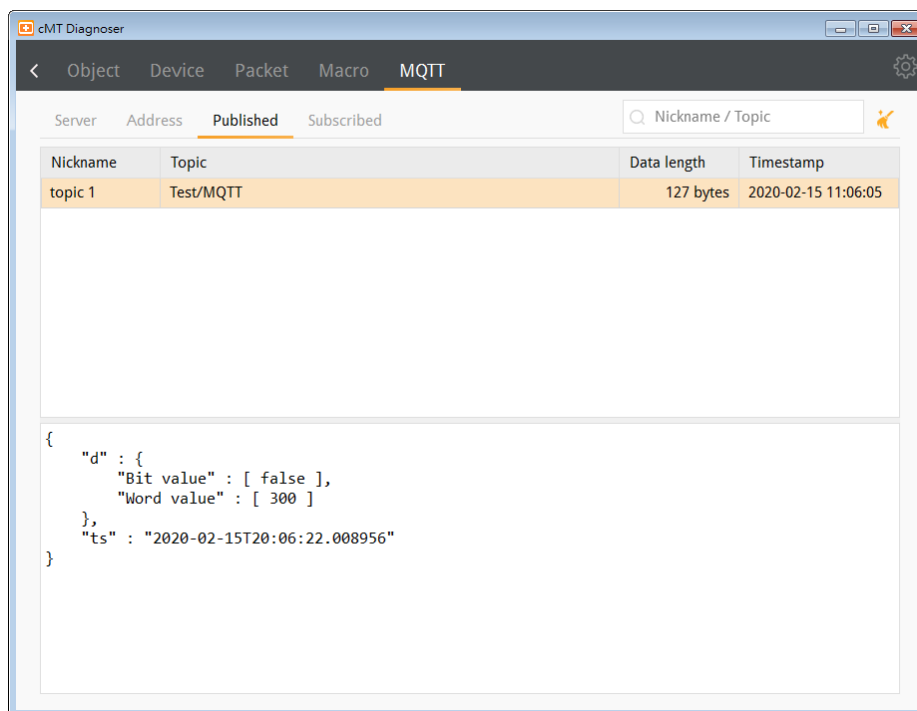 cMT Diagnoser
Object Device Packet Macro MQTT
Server Address Published Subscribed Nickname / Topic
Nickname Topic Data length Timestamp
topic 1 Test/MQTT 127 bytes 2020-02-15 11:06:05
{
    "d" : {
        "Bit value" : [ false ],
        "Word value" : [ 300 ]
    },
    "ts" : "2020-02-15T20:06:22.008956"
}